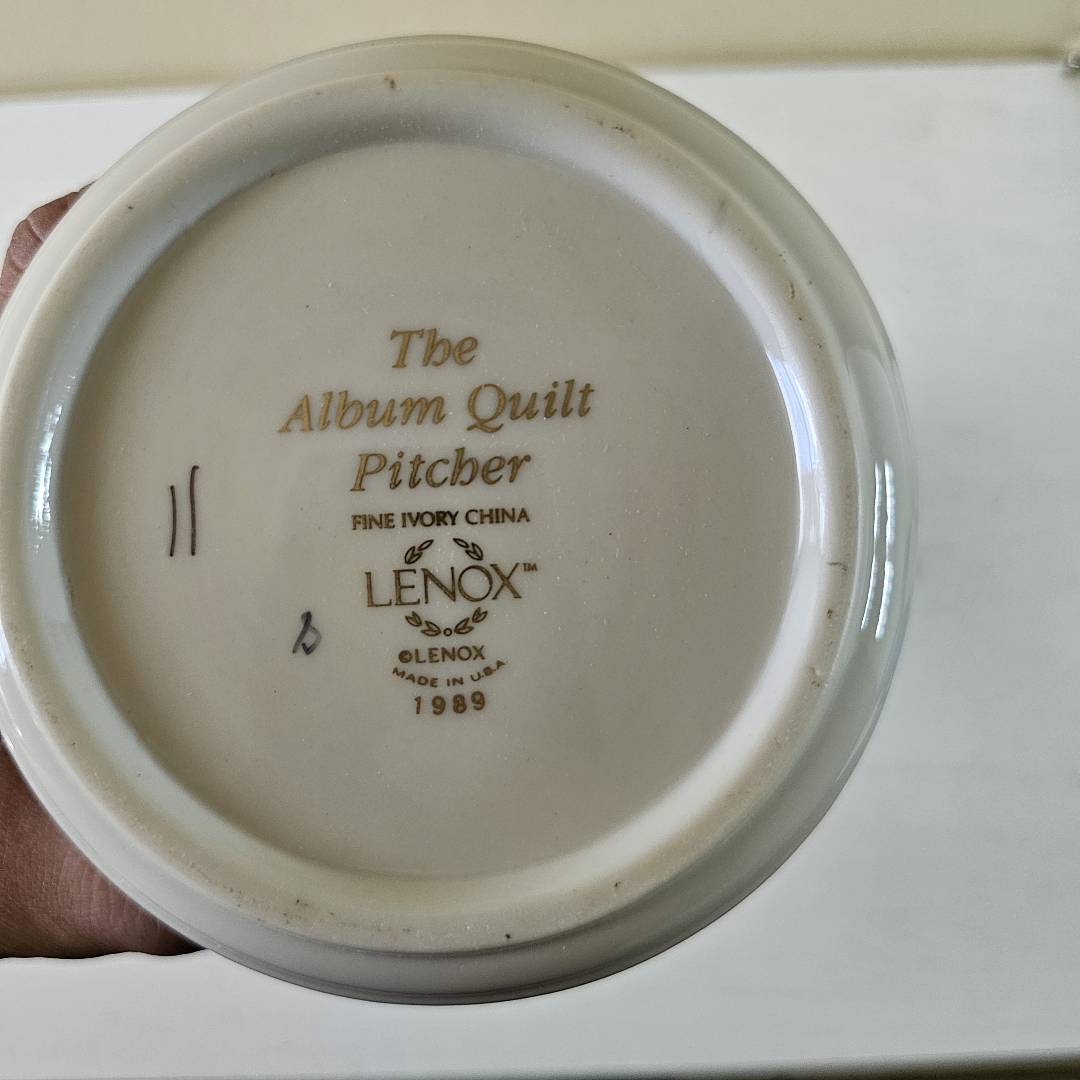 The
Album Quilt
Pitcher
FINE IVORY CHINA
LENOX™
©LENOX
MADE IN U.S.A.
1989